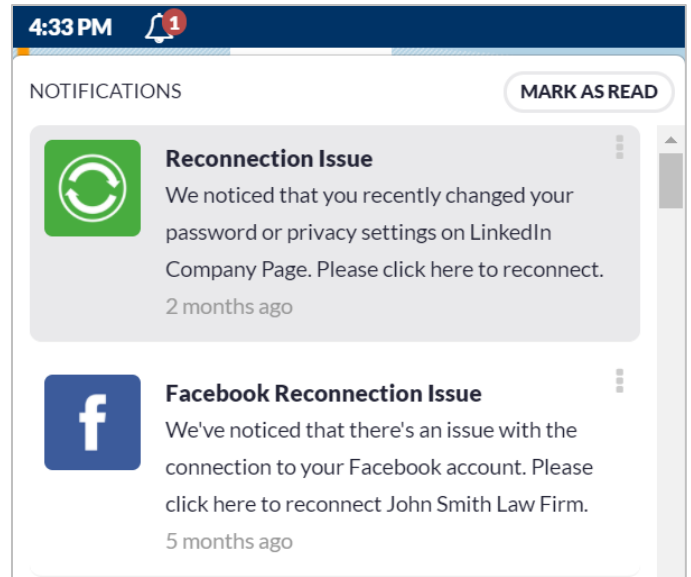 4:33 PM 1
NOTIFICATIONS MARK AS READ
Reconnection Issue
We noticed that you recently changed your
password or privacy settings on LinkedIn
Company Page. Please click here to reconnect.
2 months ago
f
Facebook Reconnection Issue
We've noticed that there's an issue with the
connection to your Facebook account. Please
click here to reconnect John Smith Law Firm.
5 months ago